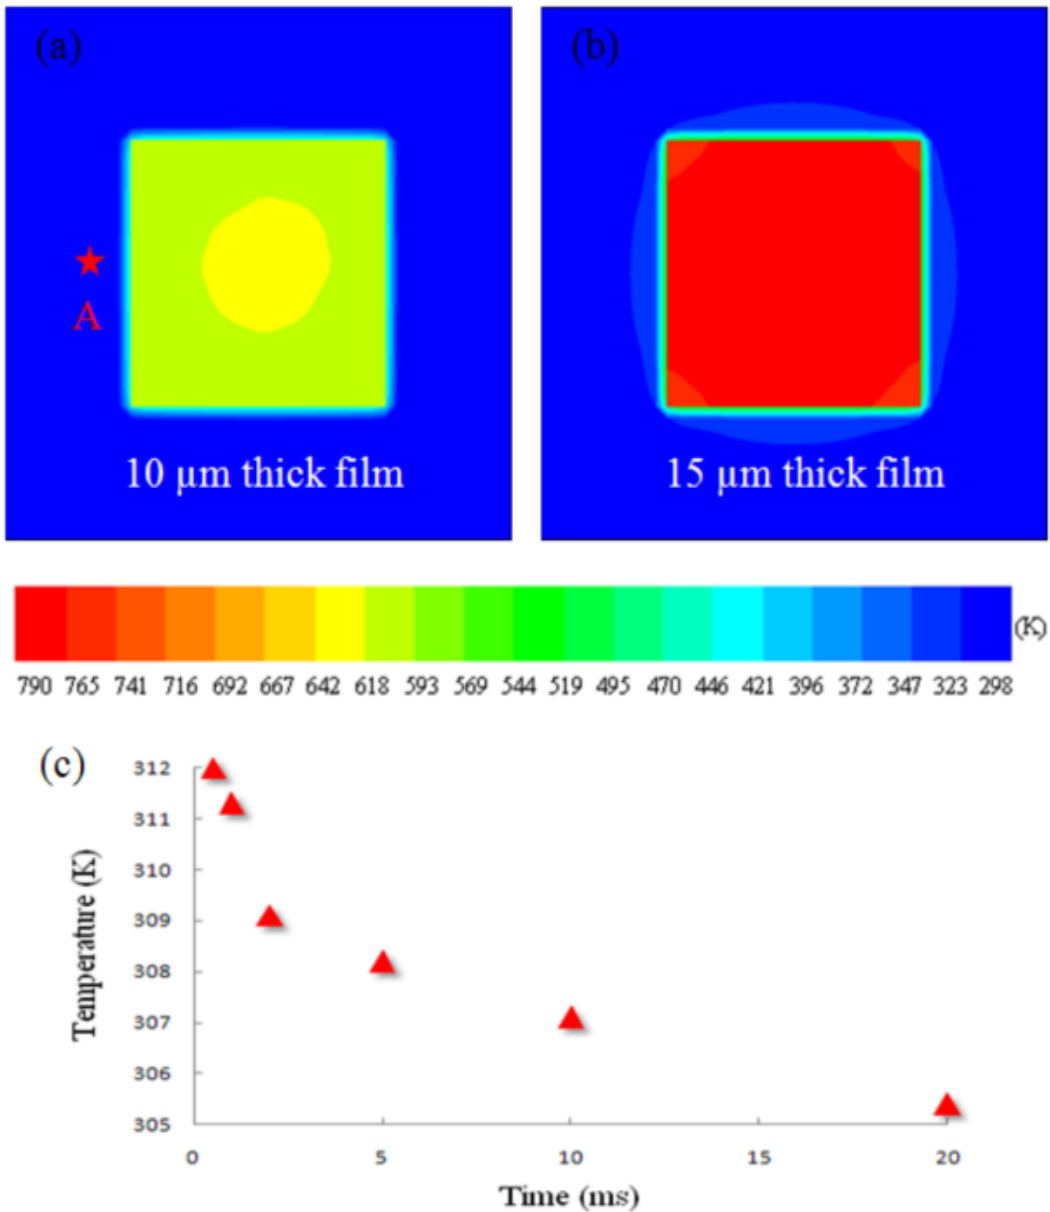 (a)
(b)
★
A
10 μm thick film
15 μm thick film
(K)
790 765 741 716 692 667 642 618 593 569 544 519 495 470 446 421 396 372 347 323 298
(c)
312
311
310
309
308
307
306
305
Temperature (K)
0 5 10 15 20
Time (ms)